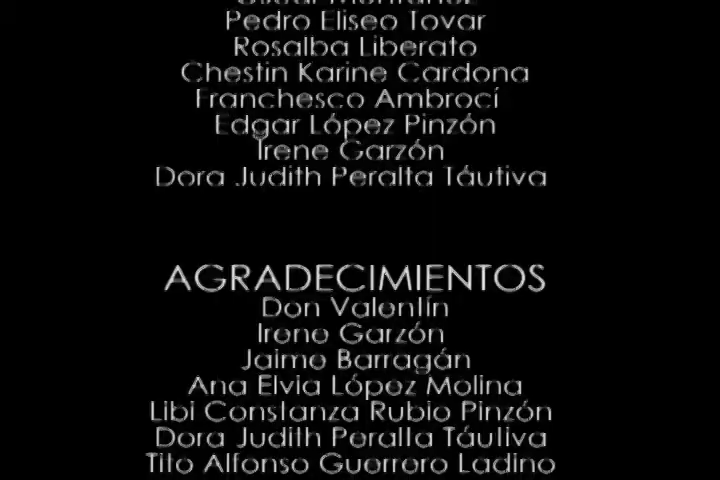 Pedro Eliseo Tovar
Rosalba Liberato
Chestin Karine Cardona
Franchesco Ambrocí
Edgar López Pinzón
Irene Garzón
Dora Judith Peralta Táutiva
AGRADECIMIENTOS
Don Valentín
Irene Garzón
Jaime Barragán
Ana Elvia López Molina
Libi Constanza Rubio Pinzón
Dora Judith Peralta Táutiva
Tito Alfonso Guerrero Ladino